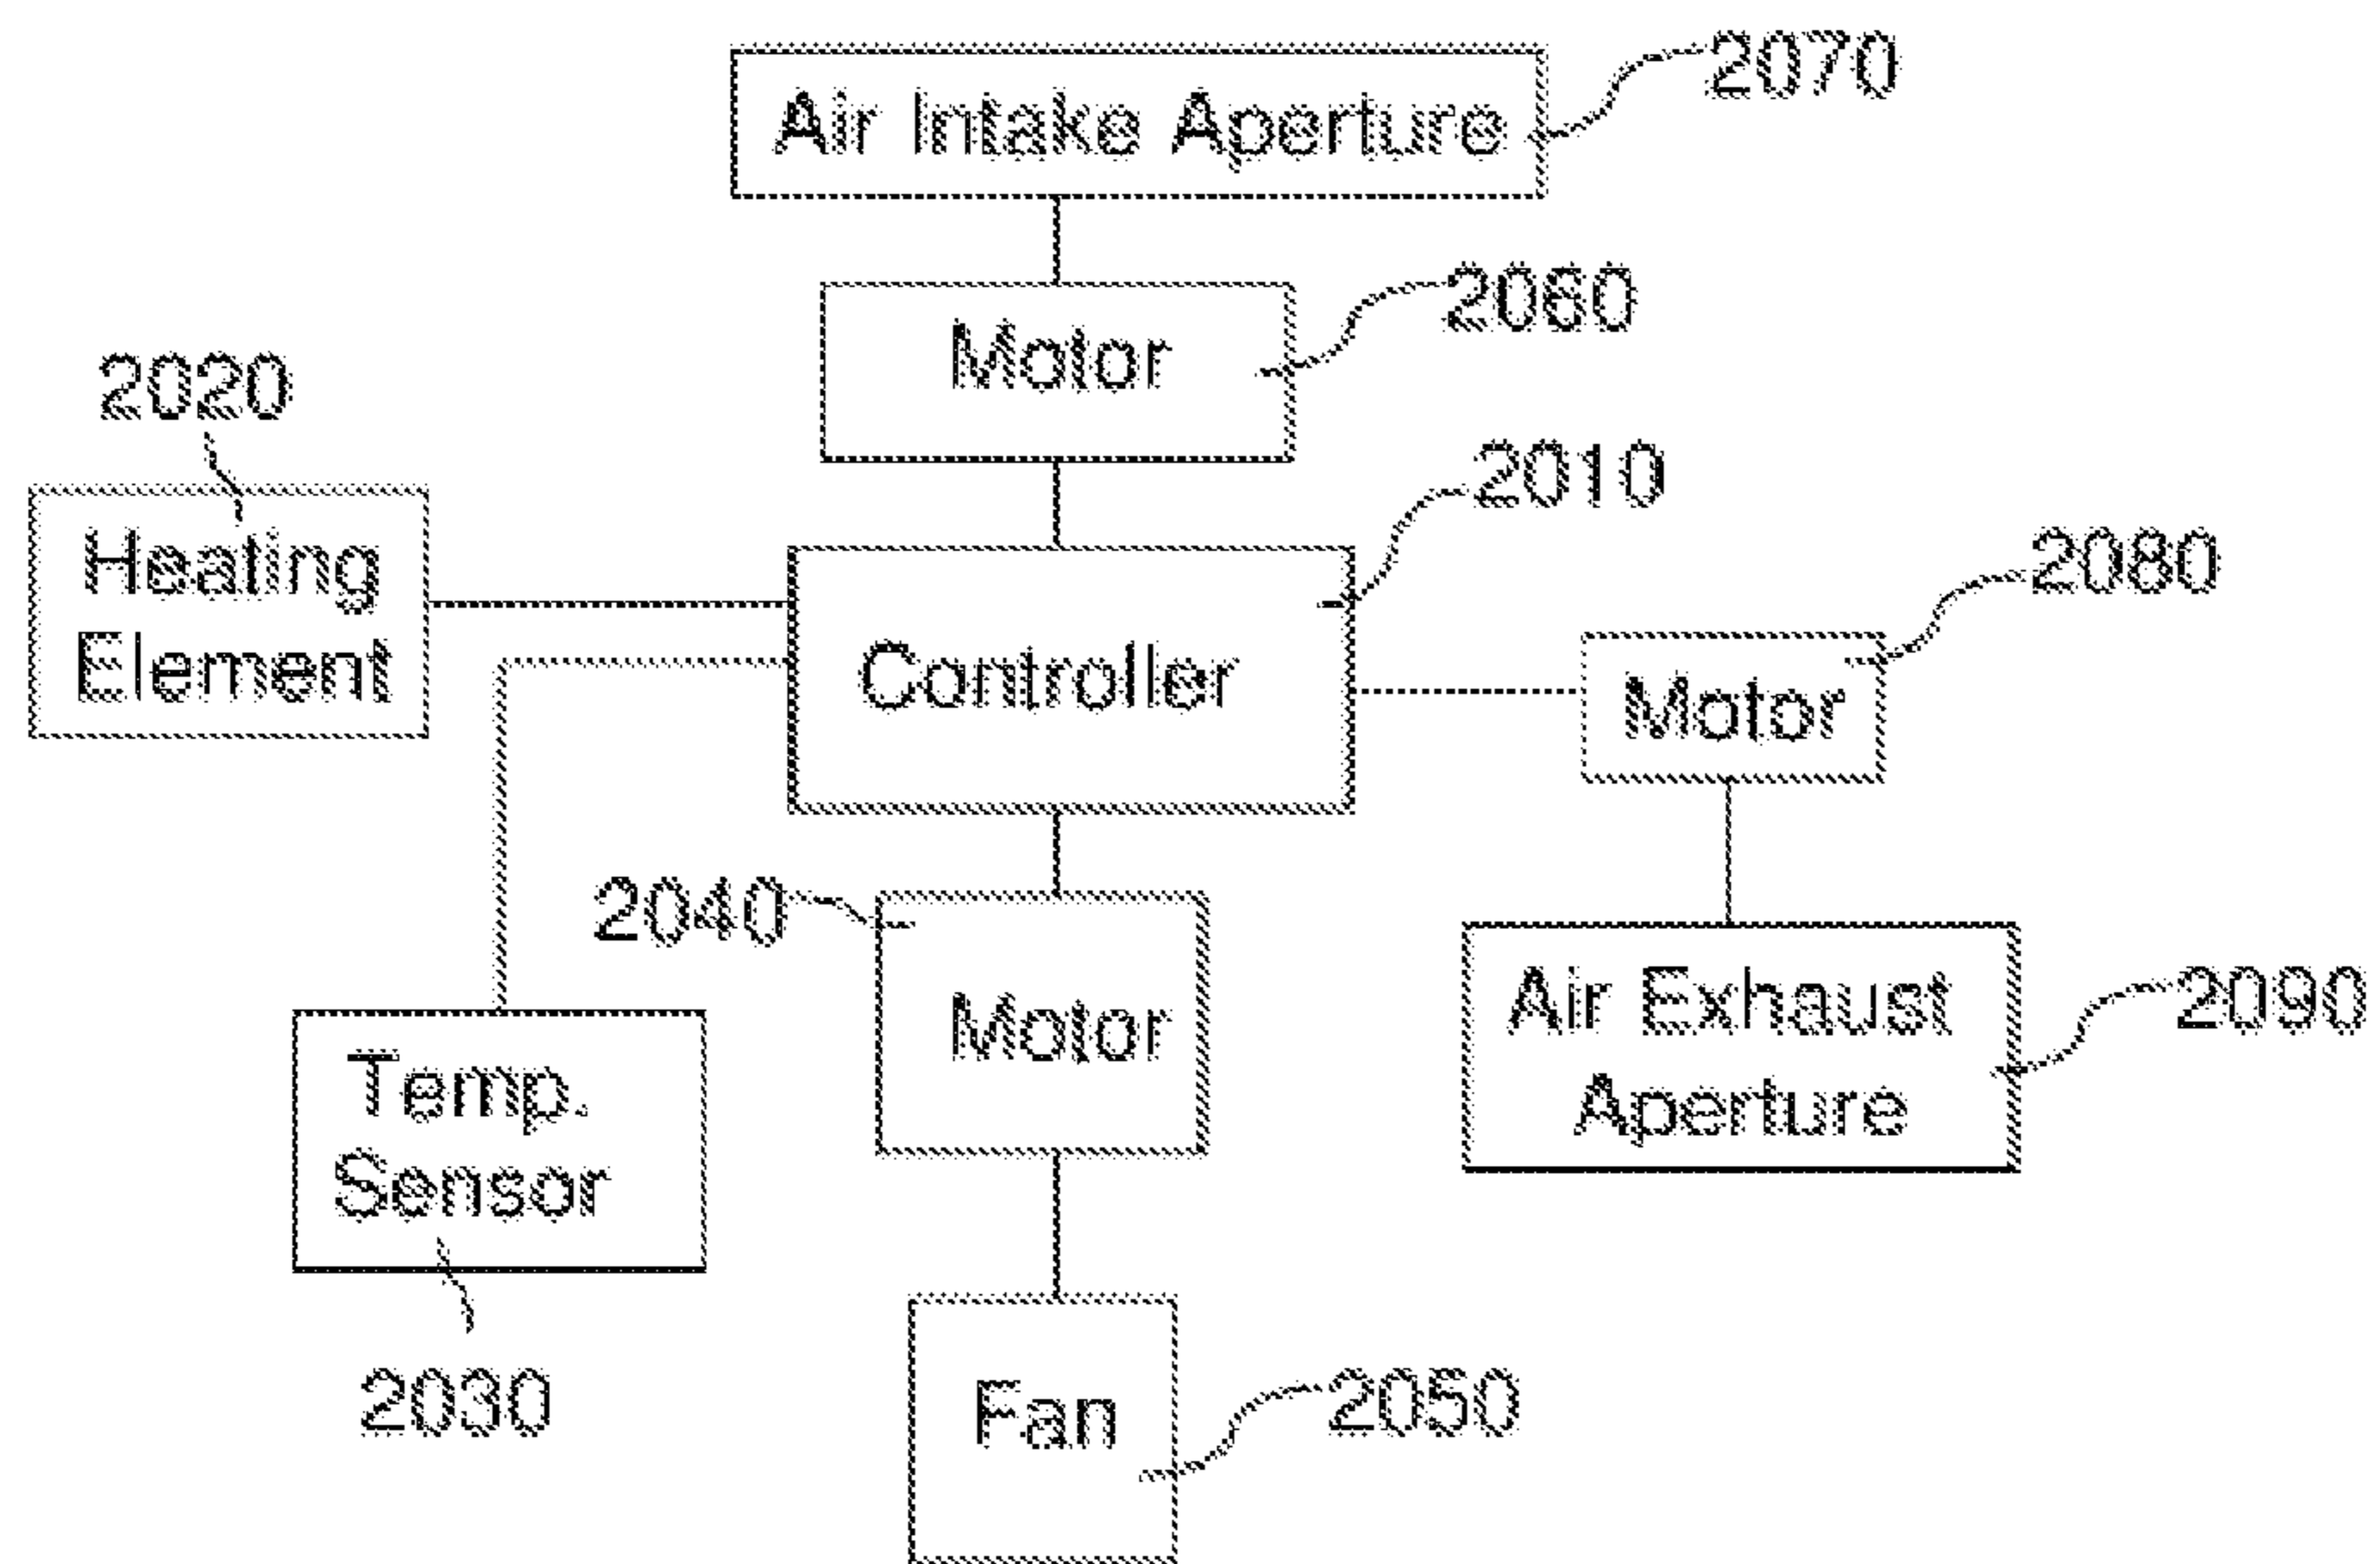 2070
Air Intake Aperture
2060
Motor
2020
2010
Heating
Element
Controller
2080
Motor
2040
Motor
Air Exhaust
Aperture
2090
Temp.
Sensor
2030
Fan
2050